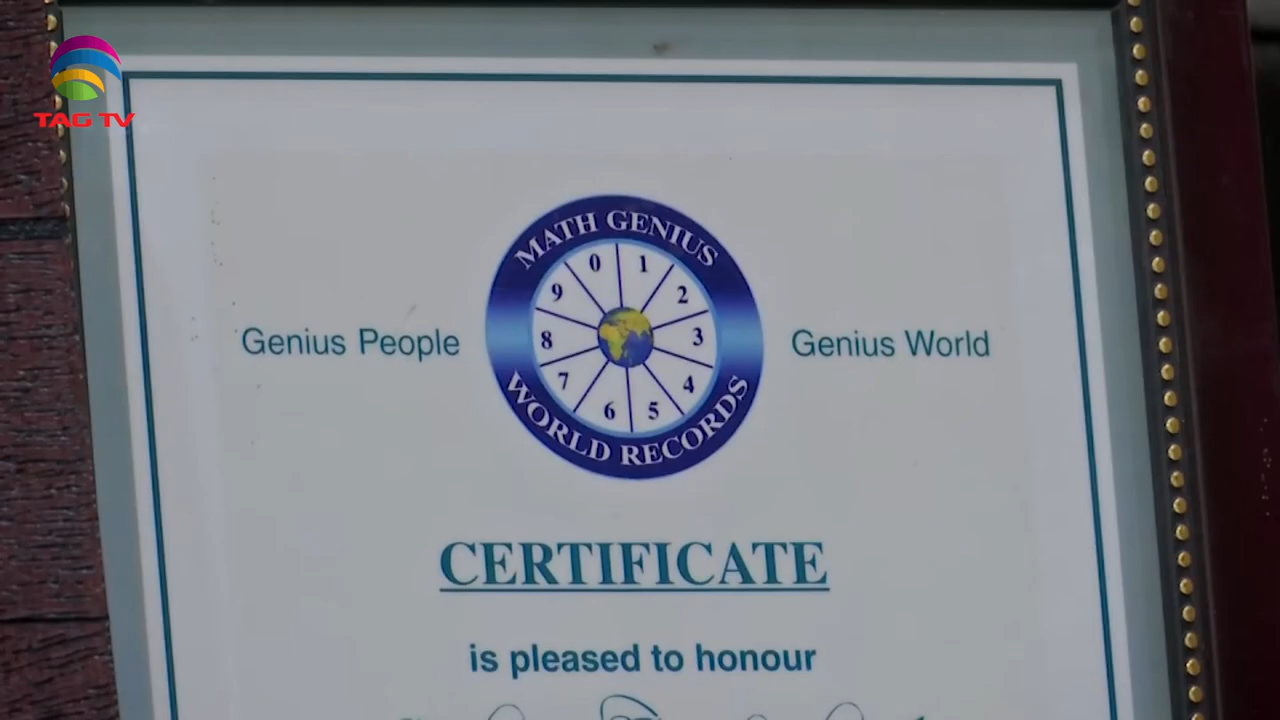 TAG TV
MATH GENIUS
0 1
9 2
8 3
7 4
6 5
WORLD RECORDS
Genius People
Genius World
CERTIFICATE
is pleased to honour